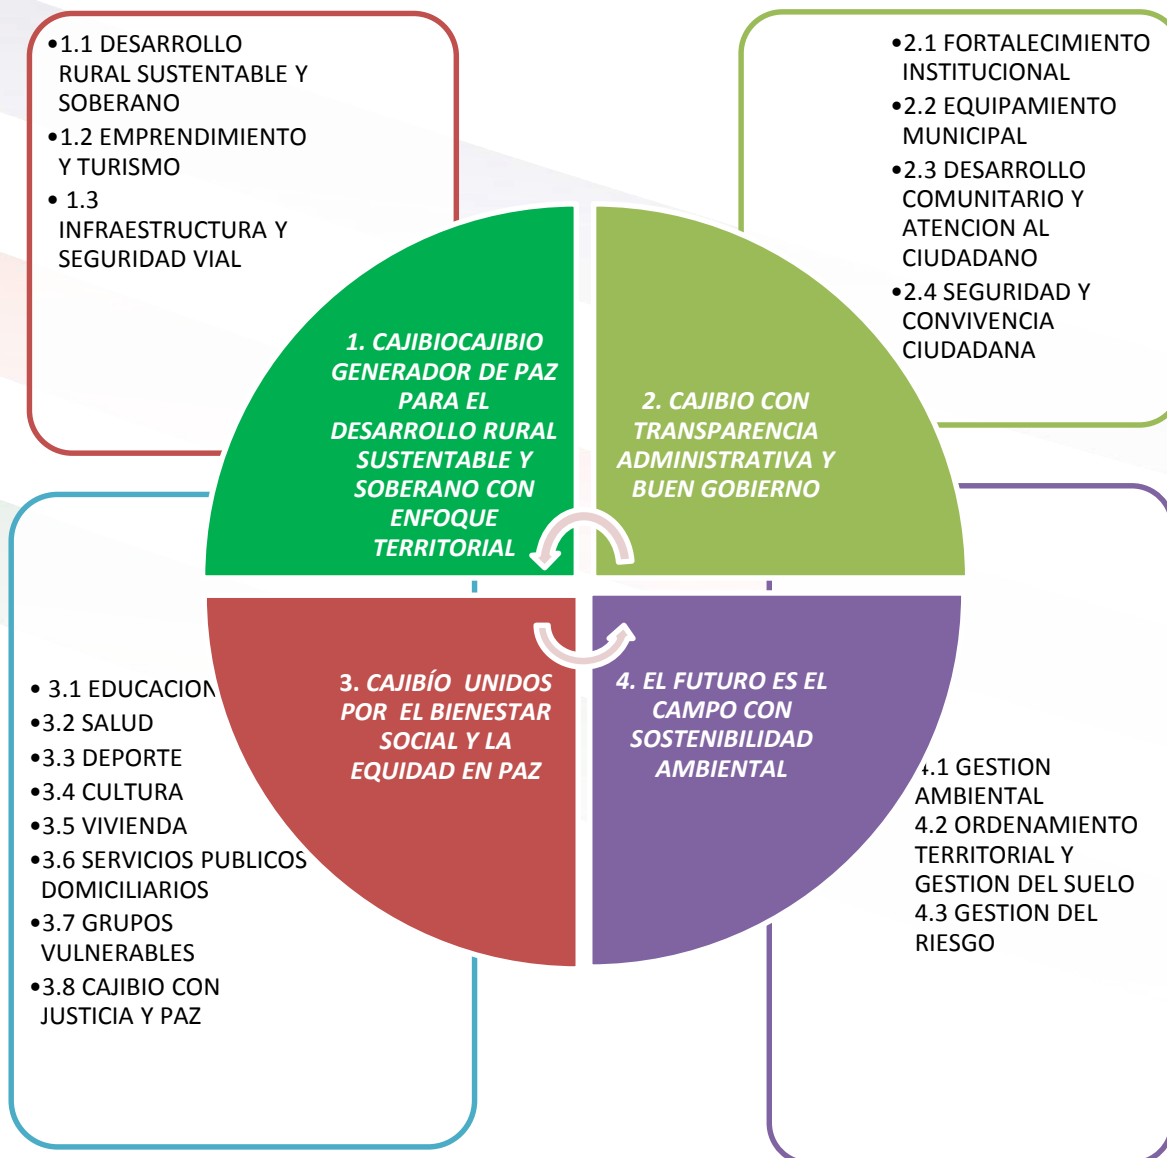 •1.1 DESARROLLO
RURAL SUSTENTABLE Y
SOBERANO
•1.2 EMPRENDIMIENTO
Y TURISMO
• 1.3
INFRAESTRUCTURA Y
SEGURIDAD VIAL
•2.1 FORTALECIMIENTO
INSTITUCIONAL
•2.2 EQUIPAMIENTO
MUNICIPAL
•2.3 DESARROLLO
COMUNITARIO Y
ATENCION AL
CIUDADANO
•2.4 SEGURIDAD Y
CONVIVENCIA
CIUDADANA
1. CAJIBIOCAJIBIO
GENERADOR DE PAZ
PARA EL
DESARROLLO RURAL
SUSTENTABLE Y
SOBERANO CON
ENFOQUE
TERRITORIAL
2. CAJIBIO CON
TRANSPARENCIA
ADMINISTRATIVA Y
BUEN GOBIERNO
3. CAJIBÍO  UNIDOS
POR  EL BIENESTAR
SOCIAL Y LA
EQUIDAD EN PAZ
4. EL FUTURO ES EL
CAMPO CON
SOSTENIBILIDAD
AMBIENTAL
• 3.1 EDUCACION
•3.2 SALUD
•3.3 DEPORTE
•3.4 CULTURA
•3.5 VIVIENDA
•3.6 SERVICIOS PUBLICOS
DOMICILIARIOS
•3.7 GRUPOS
VULNERABLES
•3.8 CAJIBIO CON
JUSTICIA Y PAZ
4.1 GESTION
AMBIENTAL
4.2 ORDENAMIENTO
TERRITORIAL Y
GESTION DEL SUELO
4.3 GESTION DEL
RIESGO